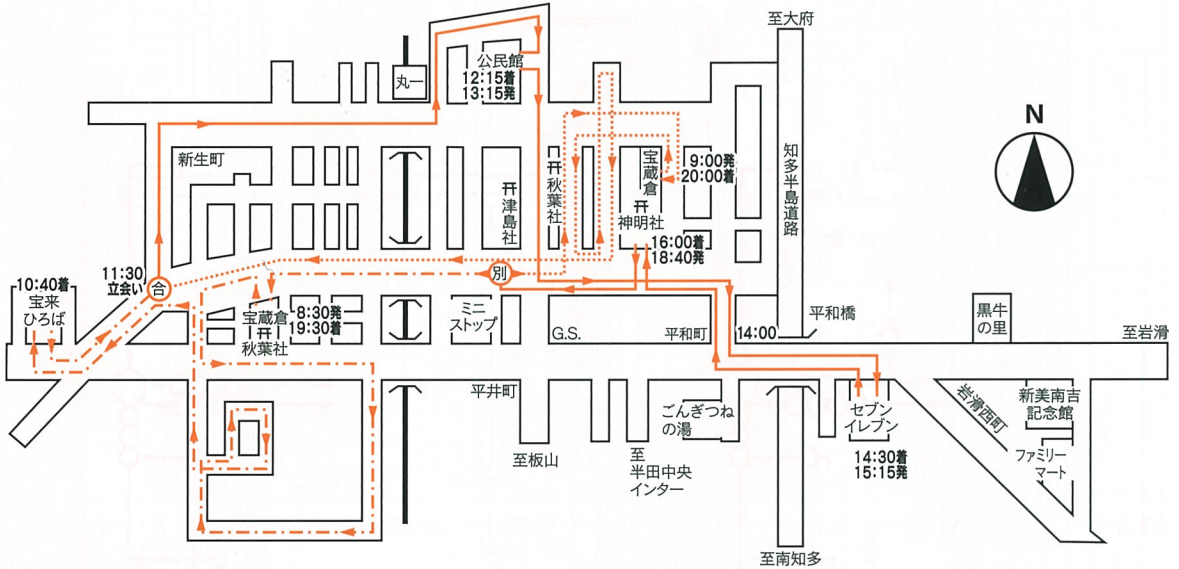 至大府
公民館
12:15着
13:15発
丸一
N
新生町
津島社
秋葉社
宝蔵倉
神明社
9:00発
20:00着
知多半島道路
16:00着
18:40発
別
11:30
立会い
合
10:40着
宝来
ひろば
宝蔵倉
秋葉社
8:30発
19:30着
ミニ
ストップ
G.S.
平和町
14:00
平和橋
黒牛
の里
至岩滑
平井町
ごんぎつね
の湯
セブン
イレブン
14:30着
15:15発
岩滑西町
新美南吉
記念館
ファミリー
マート
至板山
至
半田中央
インター
至南知多